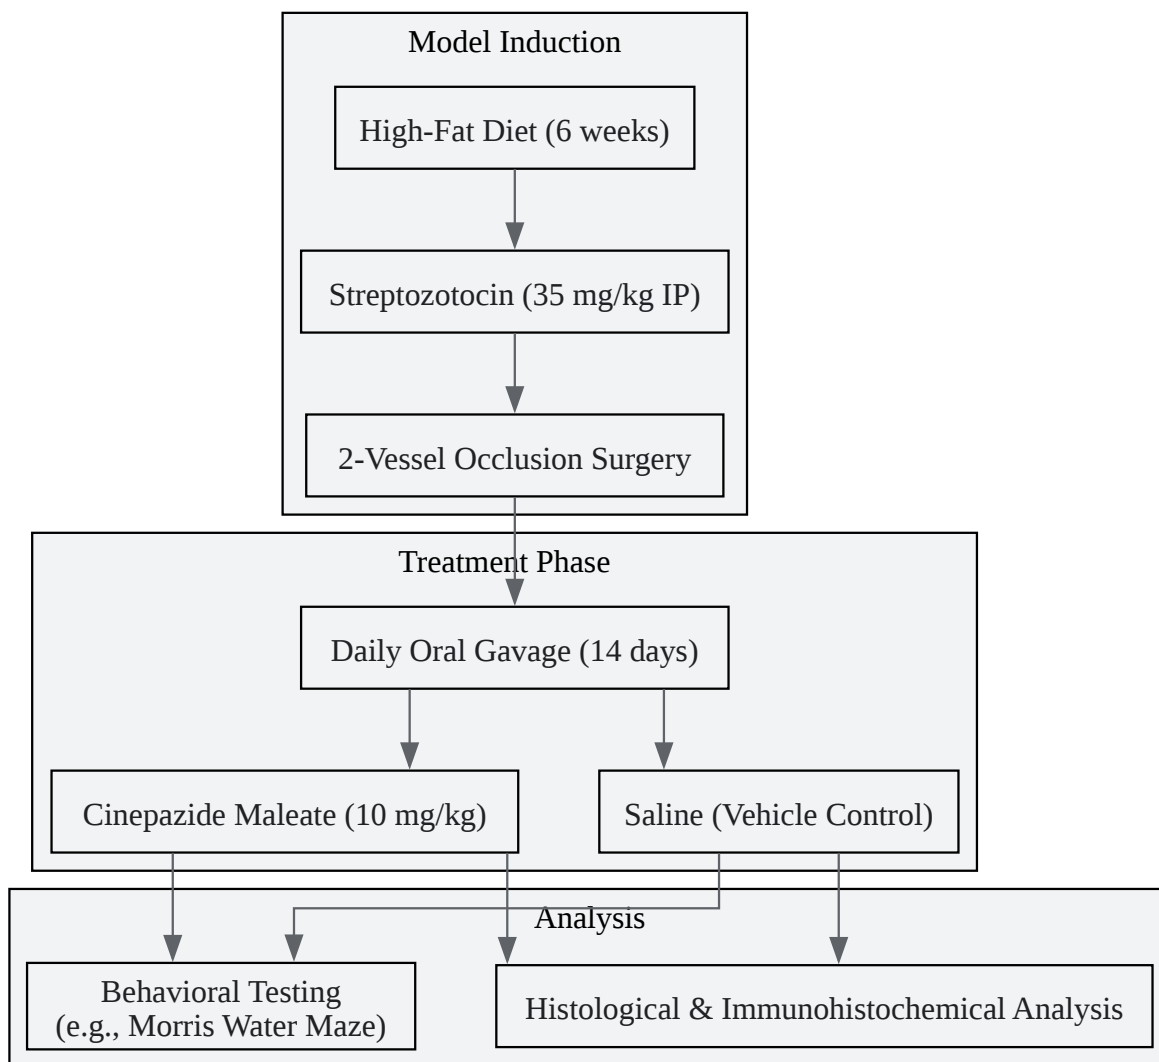 Model Induction
High-Fat Diet (6 weeks)
Streptozotocin (35 mg/kg IP)
2-Vessel Occlusion Surgery
Treatment Phase
Daily Oral Gavage (14 days)
Cinepazide Maleate (10 mg/kg)
Saline (Vehicle Control)
Analysis
Behavioral Testing
(e.g., Morris Water Maze)
Histological & Immunohistochemical Analysis